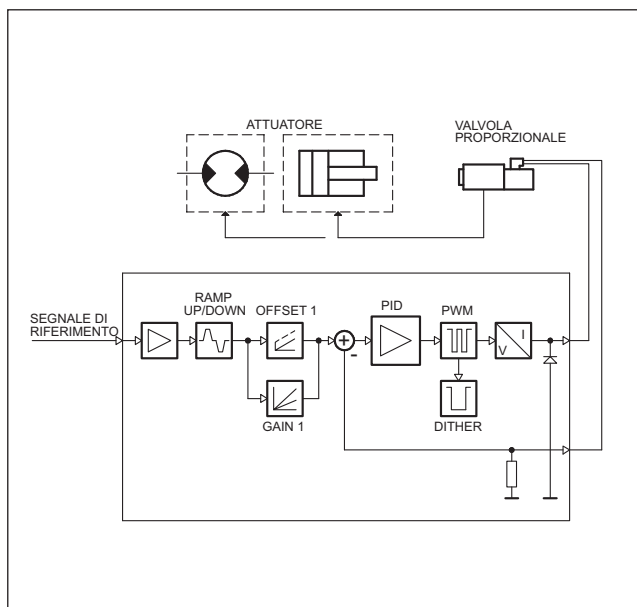 ATTUATORE
VALVOLA
PROPORZIONALE
SEGNALE DI
RIFERIMENTO
RAMP
UP/DOWN
OFFSET 1
PID
PWM
I
V
+
-
GAIN 1
DITHER